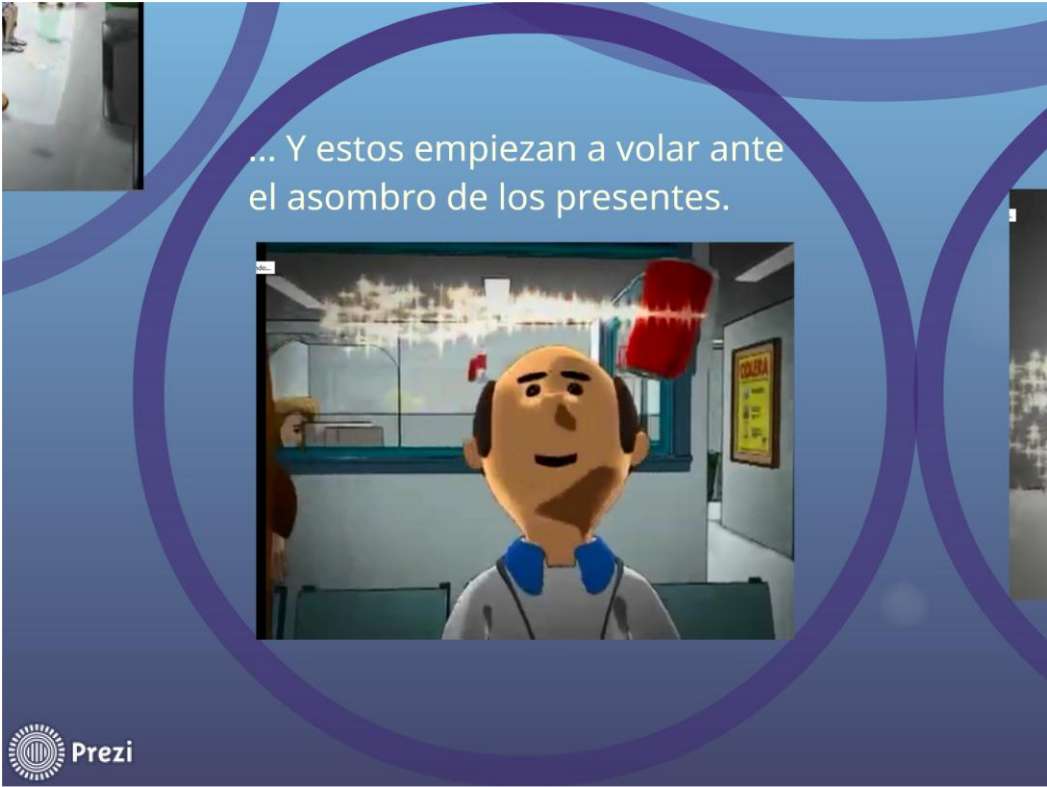 ... Y estos empiezan a volar ante
el asombro de los presentes.
COLERA
Prezi